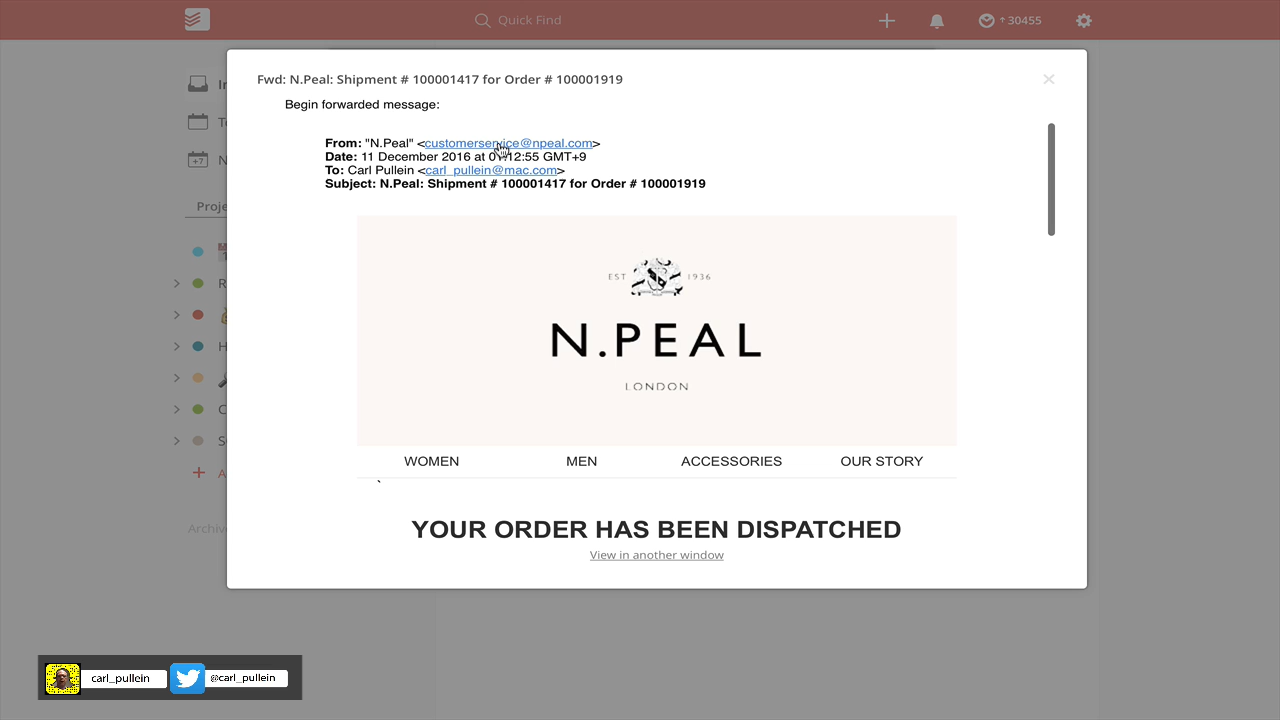 Quick Find
30455
Fwd: N.Peal: Shipment # 100001417 for Order # 100001919
Begin forwarded message:
From: "N.Peal" <customerservice@npeal.com>
Date: 11 December 2016 at 12:55 GMT+9
To: Carl Pullein <carl_pullein@mac.com>
Subject: N.Peal: Shipment # 100001417 for Order # 100001919
Proje
EST 1936
N.PEAL
LONDON
WOMEN MEN ACCESSORIES OUR STORY
YOUR ORDER HAS BEEN DISPATCHED
View in another window
Archiv
carl_pullein @carl_pullein